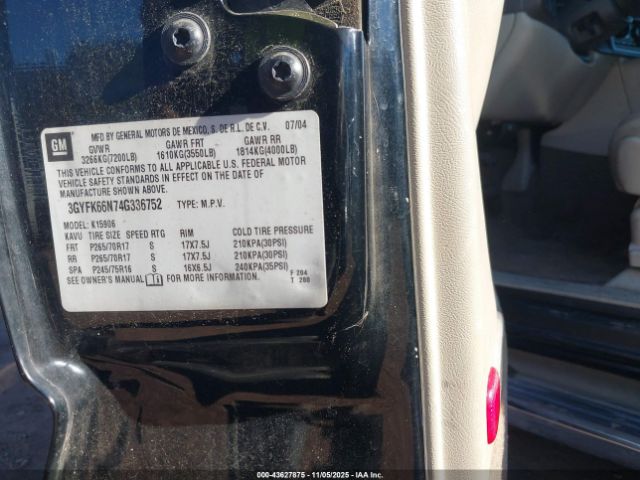 GM
MFD BY GENERAL MOTORS DE MEXICO, S. DE R.L. DE C.V. 07/04
GVWR GAWR FRT GAWR RR
3266KG(7200LB) 1610KG(3550LB) 1814KG(4000LB)
THIS VEHICLE CONFORMS TO ALL APPLICABLE U.S. FEDERAL MOTOR
VEHICLE SAFETY STANDARDS IN EFFECT ON THE DATE OF
MANUFACTURE SHOWN ABOVE.
3GYFK66N74G336752 TYPE: M.P.V.
MODEL: K15906
KAVU TIRE SIZE SPEED RTG RIM COLD TIRE PRESSURE
FRT P265/70R17 S 17X7.5J 210KPA(30PSI)
RR P265/70R17 S 17X7.5J 210KPA(30PSI)
SPA P245/75R16 S 16X6.5J 240KPA(35PSI)
SEE OWNER'S MANUAL FOR MORE INFORMATION.
F 204
T 200
000-43627875 - 11/05/2025 - IAA Inc.